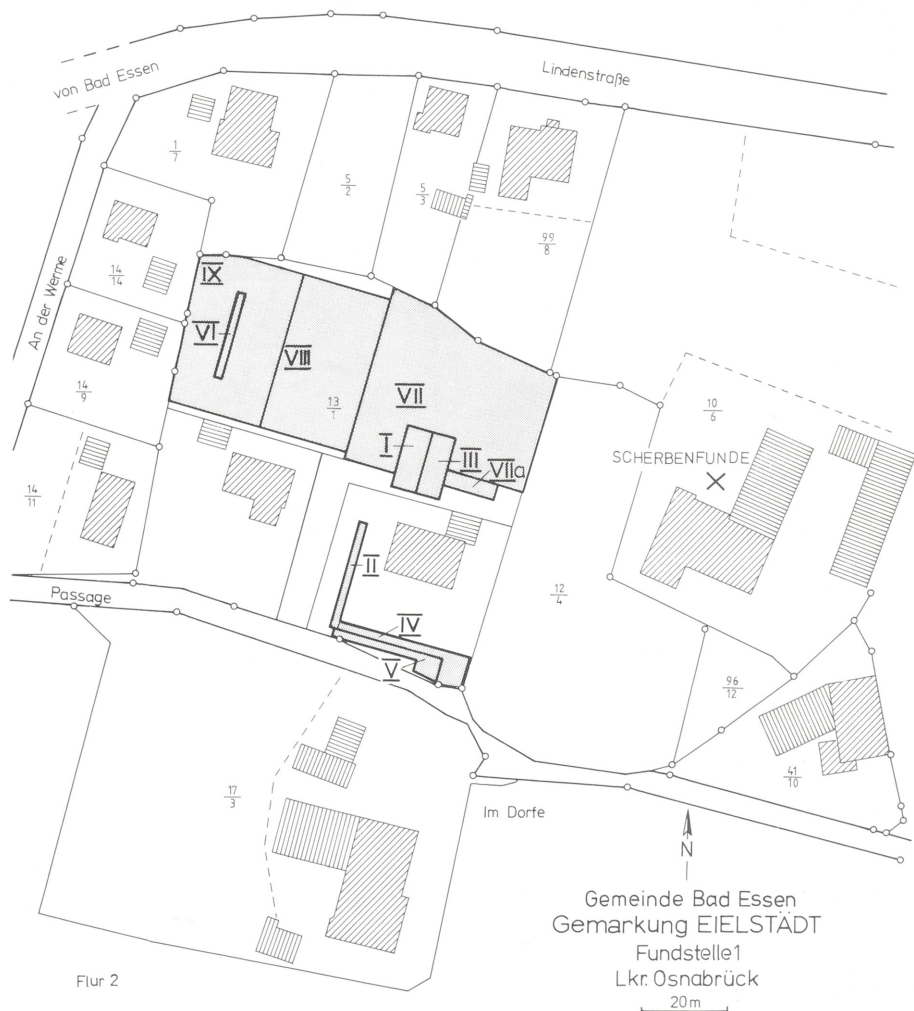 Lindenstraße
von Bad Essen
1/7
5/2
5/3
99/8
14/14
An der Werme
IX
VI
VIII
13/1
VII
14/9
10/6
I
III
VIIa
SCHERBENFUNDE
14/11
II
Passage
12/4
IV
V
96/12
41/10
17/3
Im Dorfe
N
Gemeinde Bad Essen
Gemarkung EIELSTÄDT
Fundstelle 1
Lkr. Osnabrück
Flur 2
20m